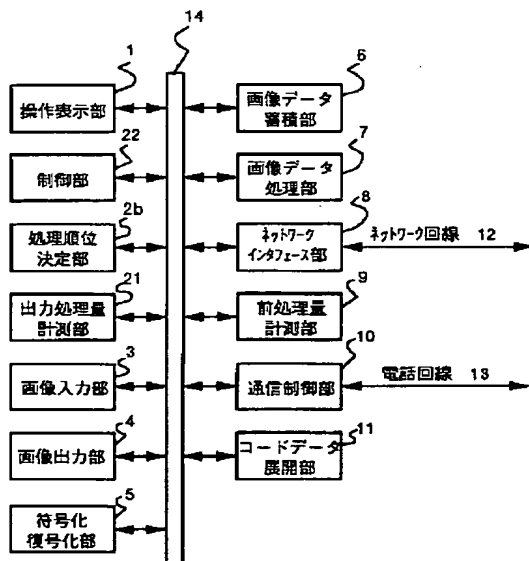 14
1
操作表示部
22
制御部
2b
処理順位
決定部
21
出力処理量
計測部
3
画像入力部
4
画像出力部
5
符号化
復号化部
6
画像データ
蓄積部
7
画像データ
処理部
8
ネットワーク
インタフェース部
ネットワーク回線 12
9
前処理量
計測部
10
通信制御部
電話回線 13
11
コードデータ
展開部